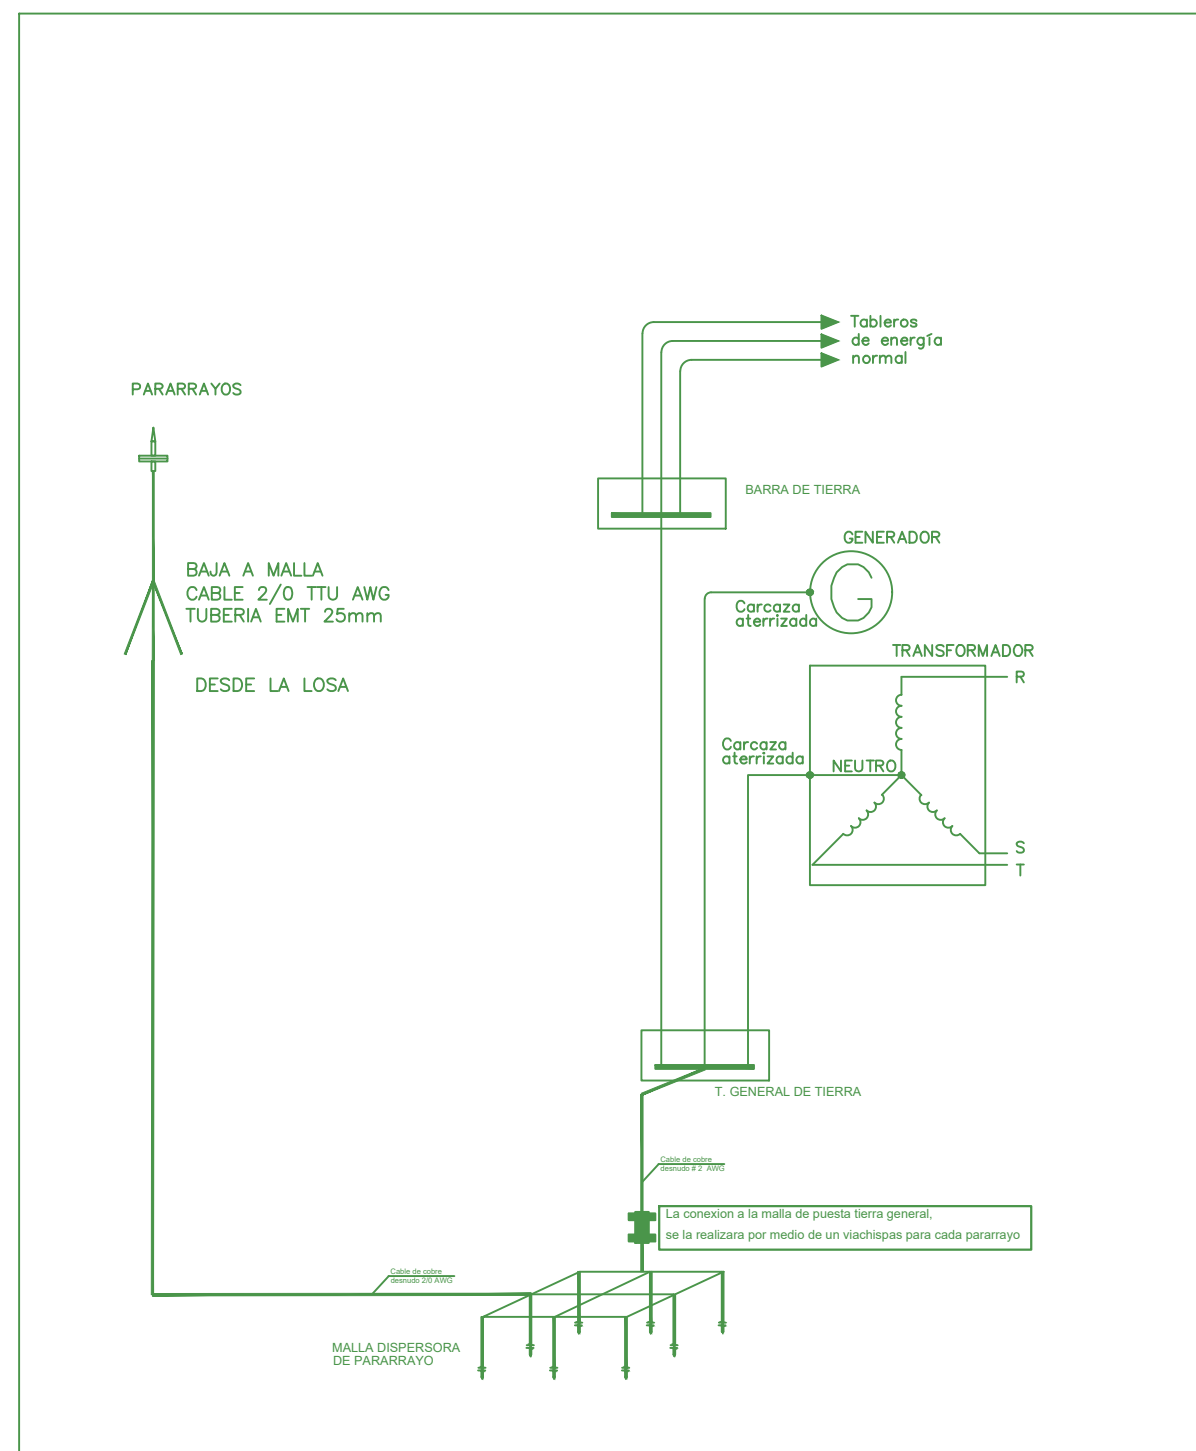 Tableros
de energía
normal
PARARRAYOS
BARRA DE TIERRA
GENERADOR
G
BAJA A MALLA
CABLE 2/0 TTU AWG
TUBERIA EMT 25mm
Carcaza
aterrizada
TRANSFORMADOR
R
DESDE LA LOSA
Carcaza
aterrizada
NEUTRO
S
T
T. GENERAL DE TIERRA
Cable de cobre
desnudo # 2 AWG
La conexion a la malla de puesta tierra general,
se la realizara por medio de un viachispas para cada pararrayo
Cable de cobre
desnudo 2/0 AWG
MALLA DISPERSORA
DE PARARRAYO